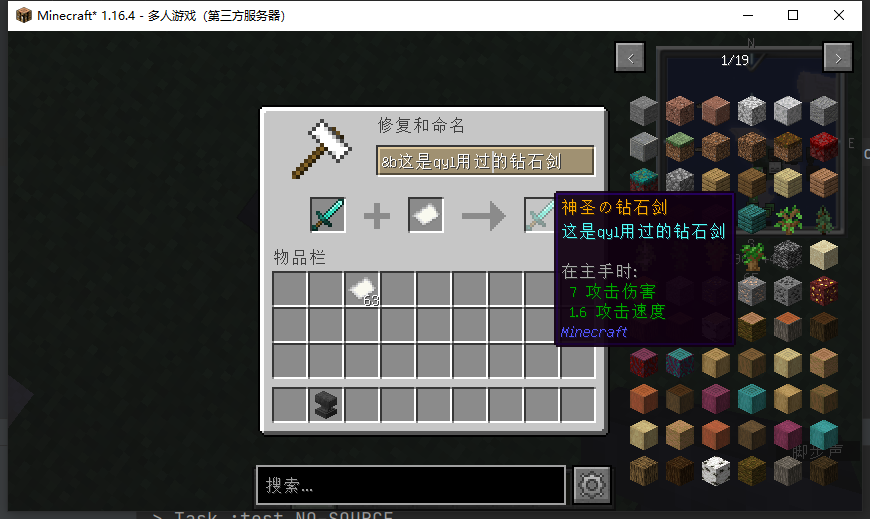 Minecraft* 1.16.4 - 多人游戏（第三方服务器）
N
<
1/19
>
修复和命名
&b这是qyl用过的钻石剑
E
神圣の钻石剑
这是qyl用过的钻石剑
在主手时:
7 攻击伤害
1.6 攻击速度
Minecraft
物品栏
63
搜索...
脚步声
> Task :test NO-SOURCE